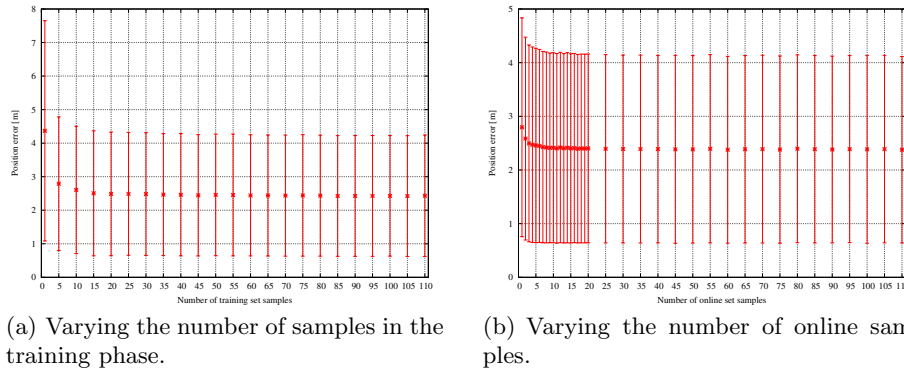 8
7
6
5
4
3
2
1
0
Position error [m]
0 5 10 15 20 25 30 35 40 45 50 55 60 65 70 75 80 85 90 95 100 105 110
Number of training set samples
(a) Varying the number of samples in the
training phase.
5
4
3
2
1
0
Position error [m]
0 5 10 15 20 25 30 35 40 45 50 55 60 65 70 75 80 85 90 95 100 105 110
Number of online set samples
(b) Varying the number of online sam
ples.